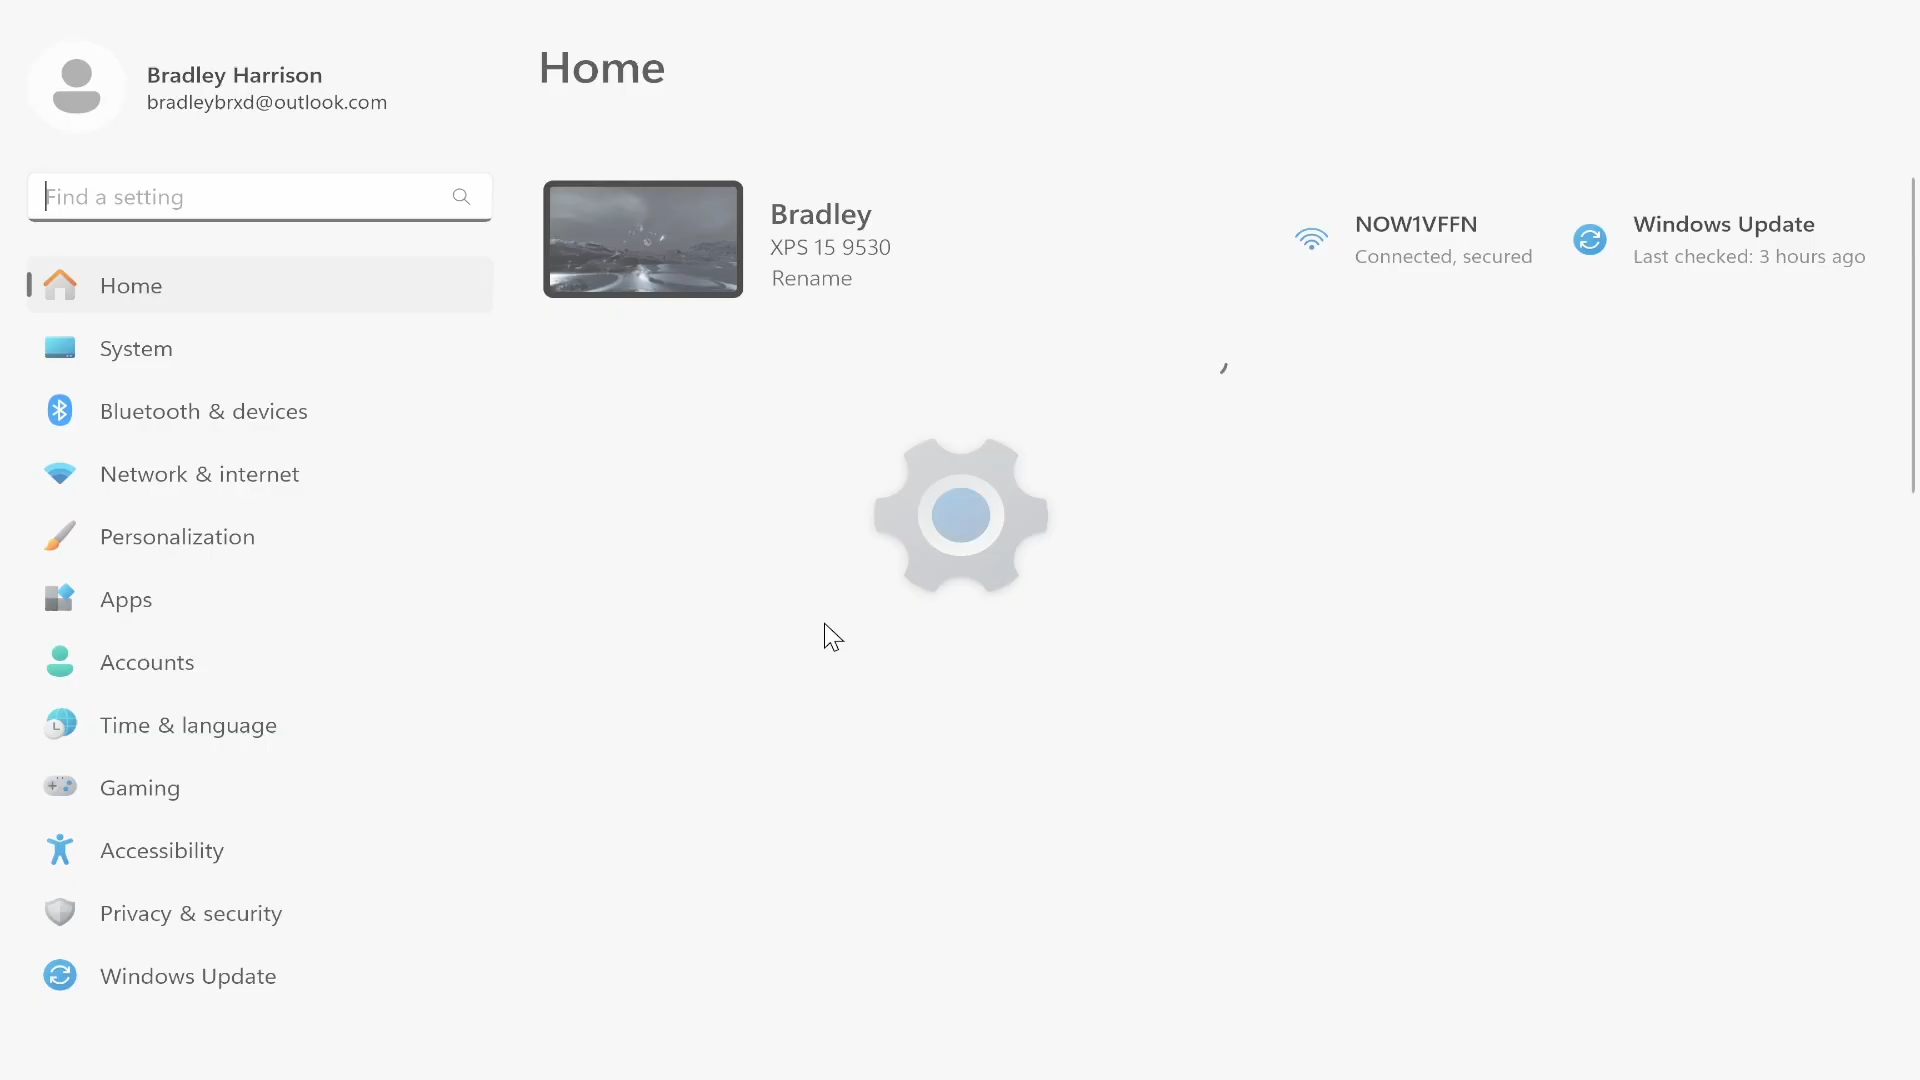 Bradley Harrison
bradleybrxd@outlook.com
Find a setting
Home
System
Bluetooth & devices
Network & internet
Personalization
Apps
Accounts
Time & language
Gaming
Accessibility
Privacy & security
Windows Update
Home
Bradley
XPS 15 9530
Rename
NOW1VFFN
Connected, secured
Windows Update
Last checked: 3 hours ago